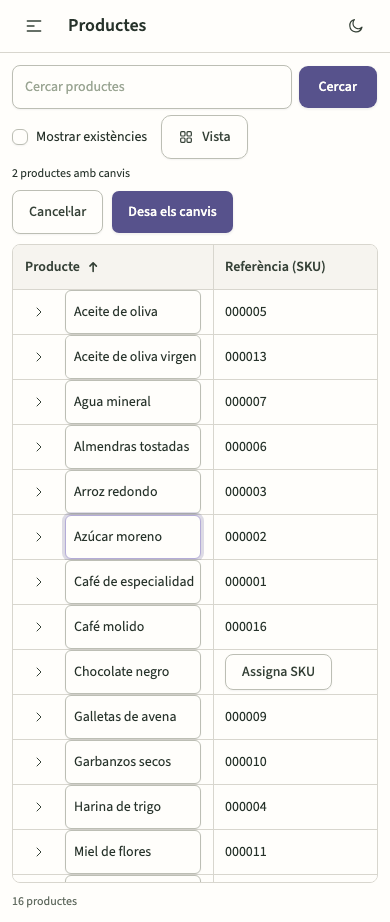 Productes
Cercar productes
Cercar
Mostrar existències
Vista
2 productes amb canvis
Cancel·lar
Desa els canvis
Producte
Referència (SKU)
Aceite de oliva 000005
Aceite de oliva virgen 000013
Agua mineral 000007
Almendras tostadas 000006
Arroz redondo 000003
Azúcar moreno 000002
Café de especialidad 000001
Café molido 000016
Chocolate negro Assigna SKU
Galletas de avena 000009
Garbanzos secos 000010
Harina de trigo 000004
Miel de flores 000011
16 productes